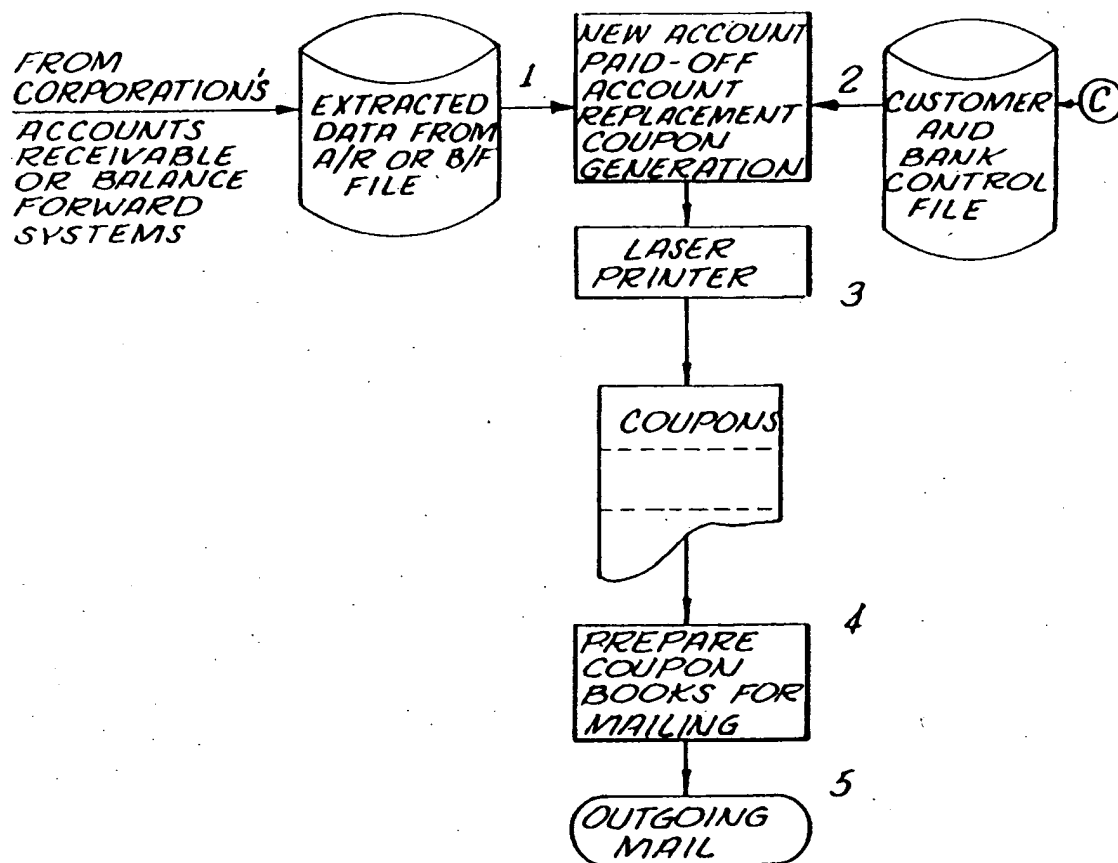 FROM
CORPORATION'S
ACCOUNTS
RECEIVABLE
OR BALANCE
FORWARD
SYSTEMS
EXTRACTED
DATA FROM
A/R OR B/F
FILE
1
NEW ACCOUNT
PAID-OFF
ACCOUNT
REPLACEMENT
COUPON
GENERATION
2
CUSTOMER
AND
BANK
CONTROL
FILE
C
LASER
PRINTER
3
COUPONS
4
PREPARE
COUPON
BOOKS FOR
MAILING
5
OUTGOING
MAIL